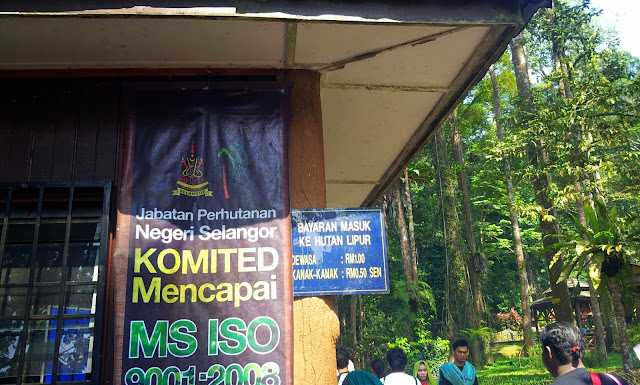 Jabatan Perhutanan
Negeri Selangor
KOMITED
Mencapai
MS ISO
9001-2008
BAYARAN MASUK
KE HUTAN LIPUR
DEWASA : RM1.00
KANAK-KANAK : RM0.50 SEN